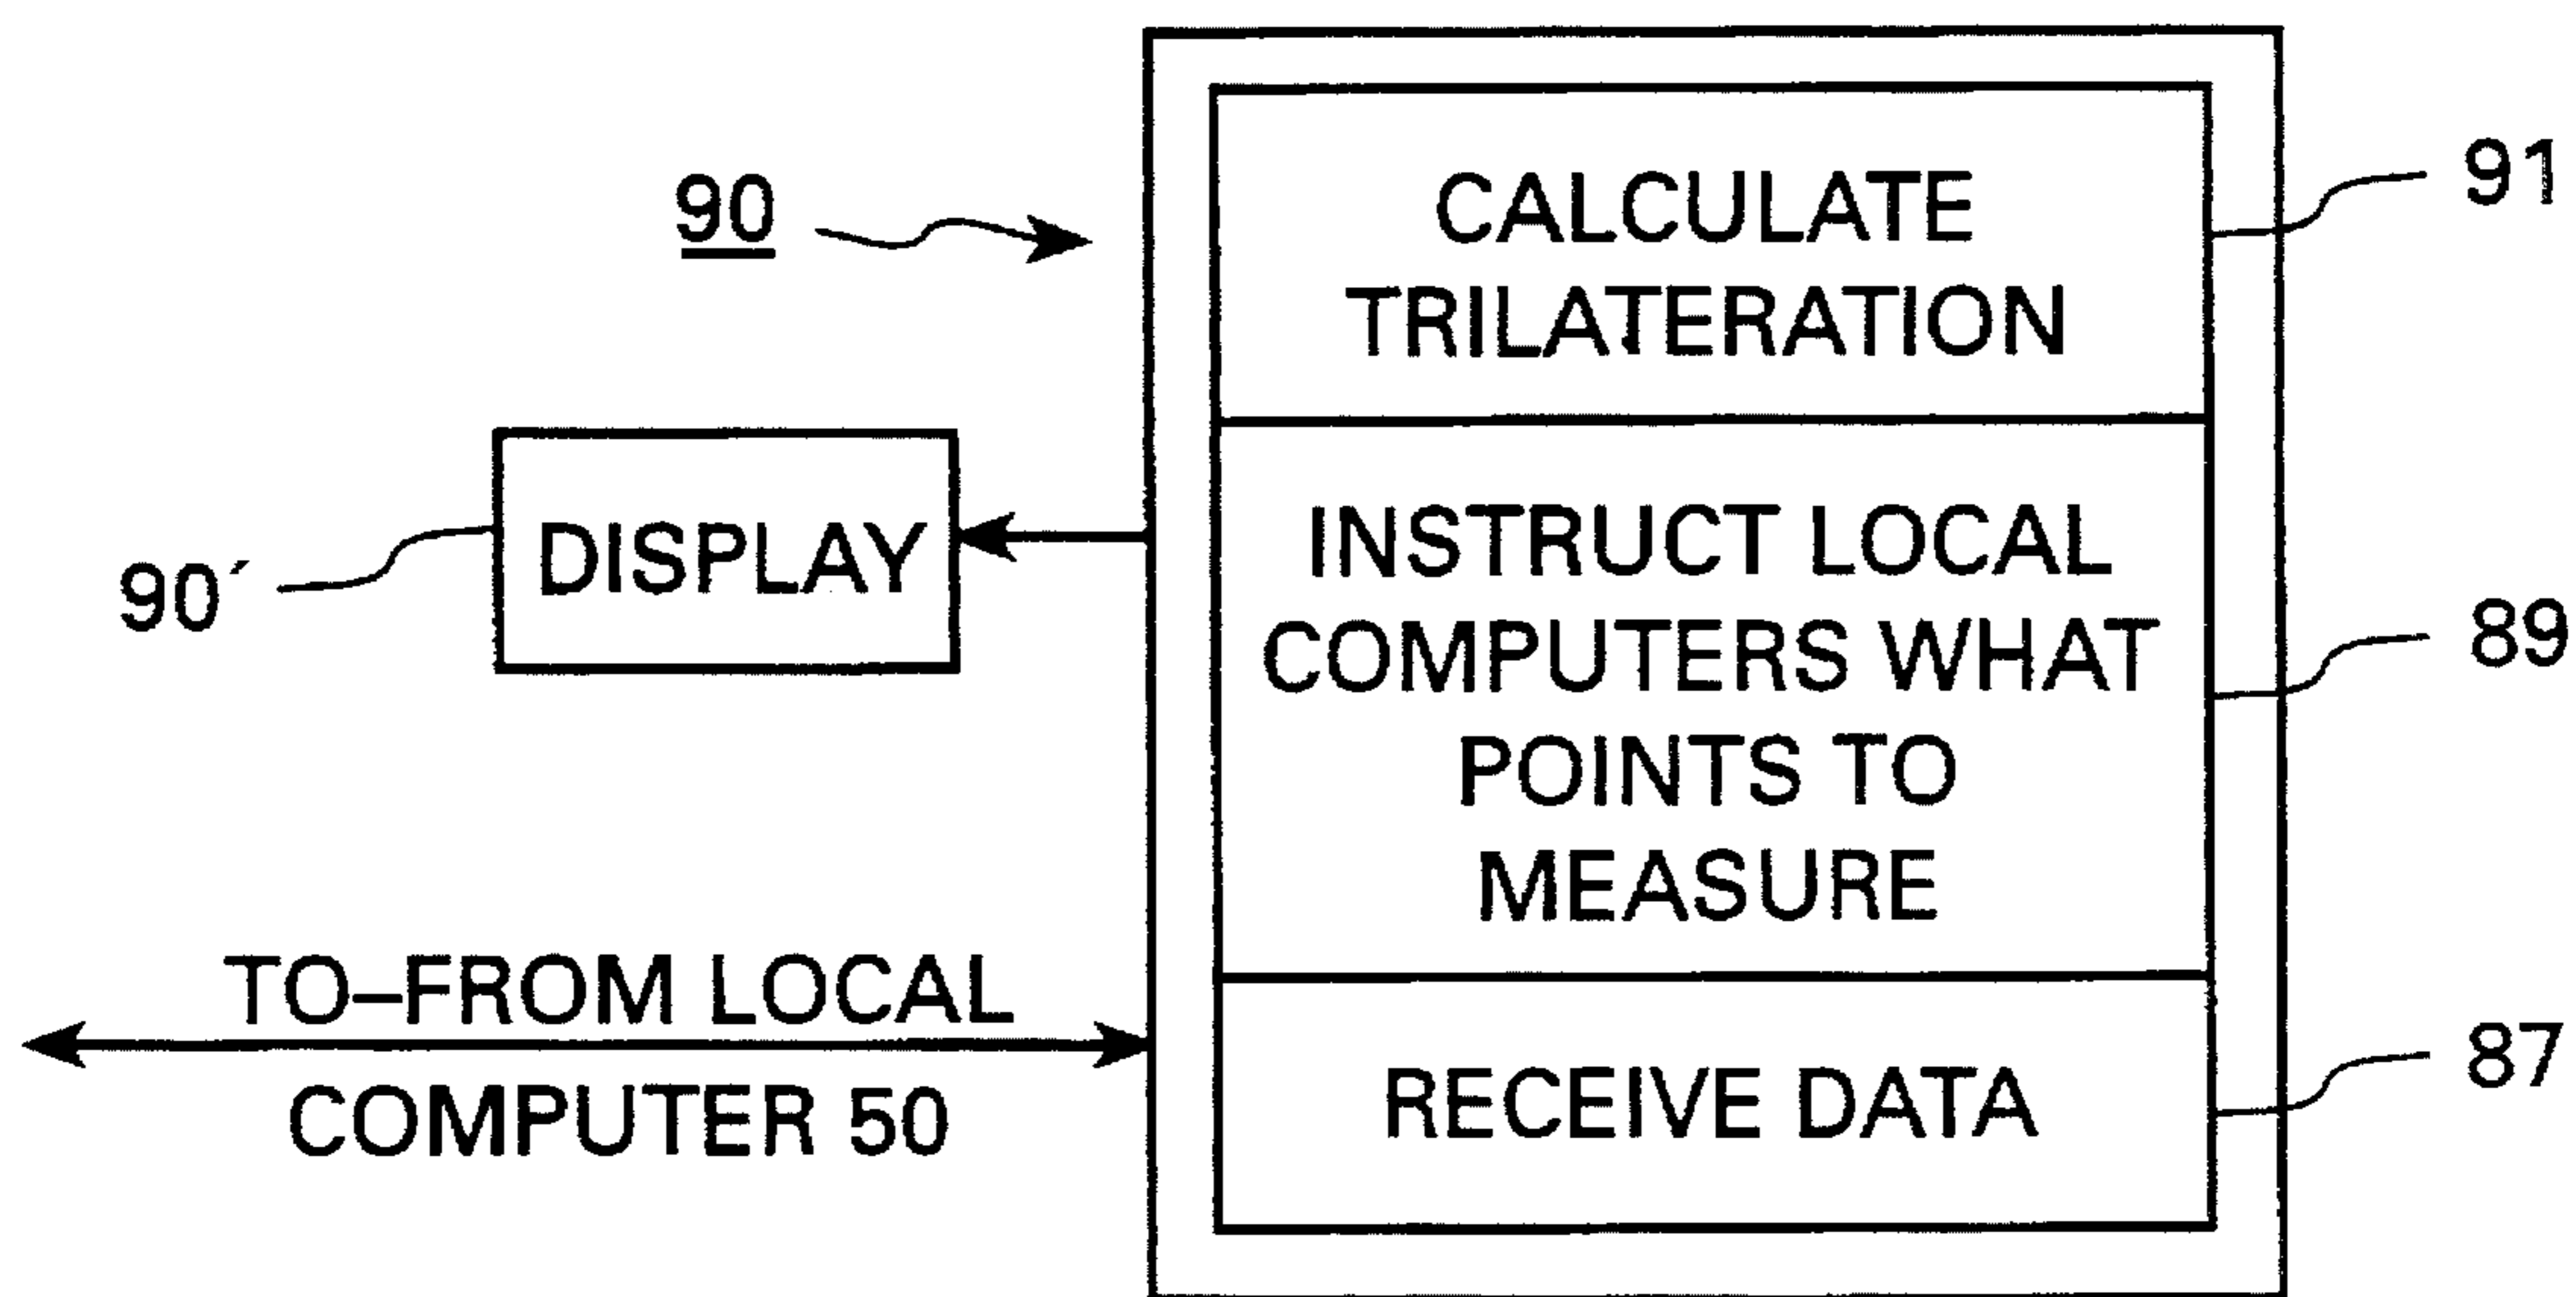 90
CALCULATE
TRILATERATION
91
DISPLAY
90´
INSTRUCT LOCAL
COMPUTERS WHAT
POINTS TO
MEASURE
89
TO–FROM LOCAL
COMPUTER 50
RECEIVE DATA
87